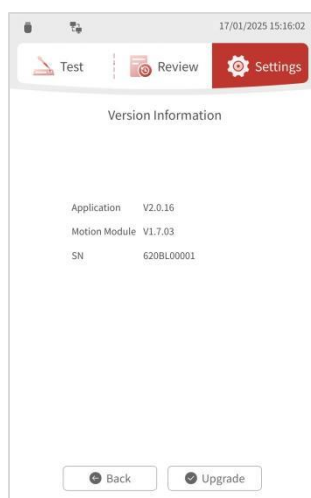 17/01/2025 15:16:02
Test Review Settings
Version Information
Application V2.0.16
Motion Module V1.7.03
SN 620BL00001
Back Upgrade